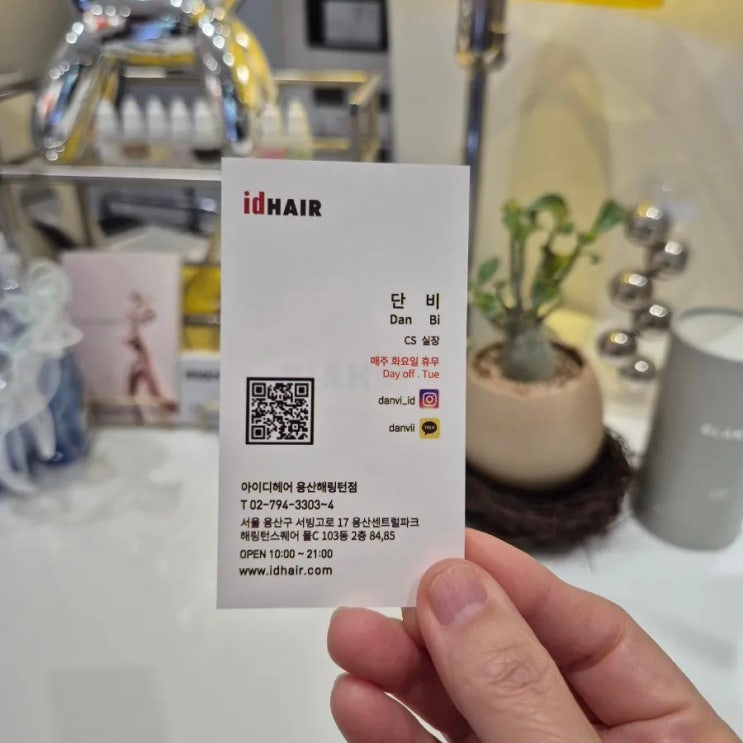 idHAIR
단 비
Dan Bi
CS 실장
매주 화요일 휴무
Day off . Tue
danvi_id
danvii
TALK
아이디헤어 용산해링턴점
T 02-794-3303~4
서울 용산구 서빙고로 17 용산센트럴파크
해링턴스퀘어 몰C 103동 2층 84,85
OPEN 10:00 ~ 21:00
www.idhair.com